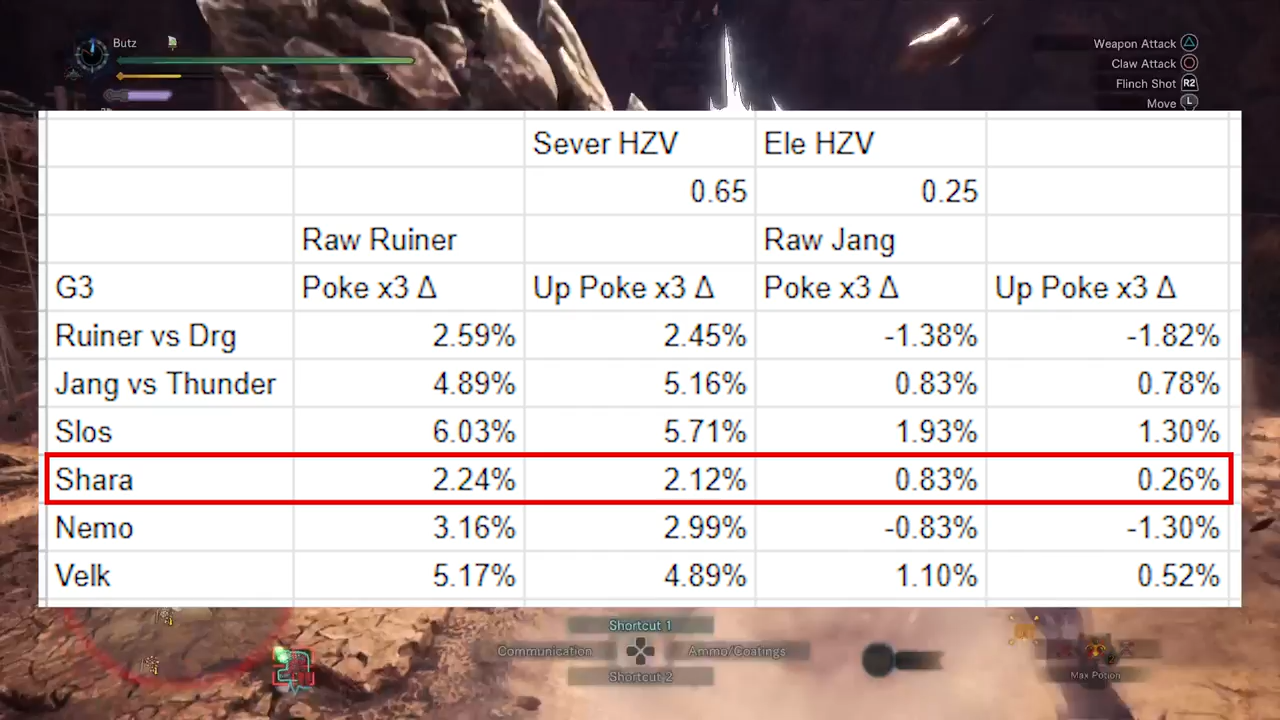 Butz
Weapon Attack
Claw Attack
Flinch Shot R2
Move L
Sever HZV Ele HZV
0.65 0.25
Raw Ruiner Raw Jang
G3 Poke x3 Δ Up Poke x3 Δ Poke x3 Δ Up Poke x3 Δ
Ruiner vs Drg 2.59% 2.45% -1.38% -1.82%
Jang vs Thunder 4.89% 5.16% 0.83% 0.78%
Slos 6.03% 5.71% 1.93% 1.30%
Shara 2.24% 2.12% 0.83% 0.26%
Nemo 3.16% 2.99% -0.83% -1.30%
Velk 5.17% 4.89% 1.10% 0.52%
Shortcut 1
Communication Ammo/Coatings
Shortcut 2
Max Potion